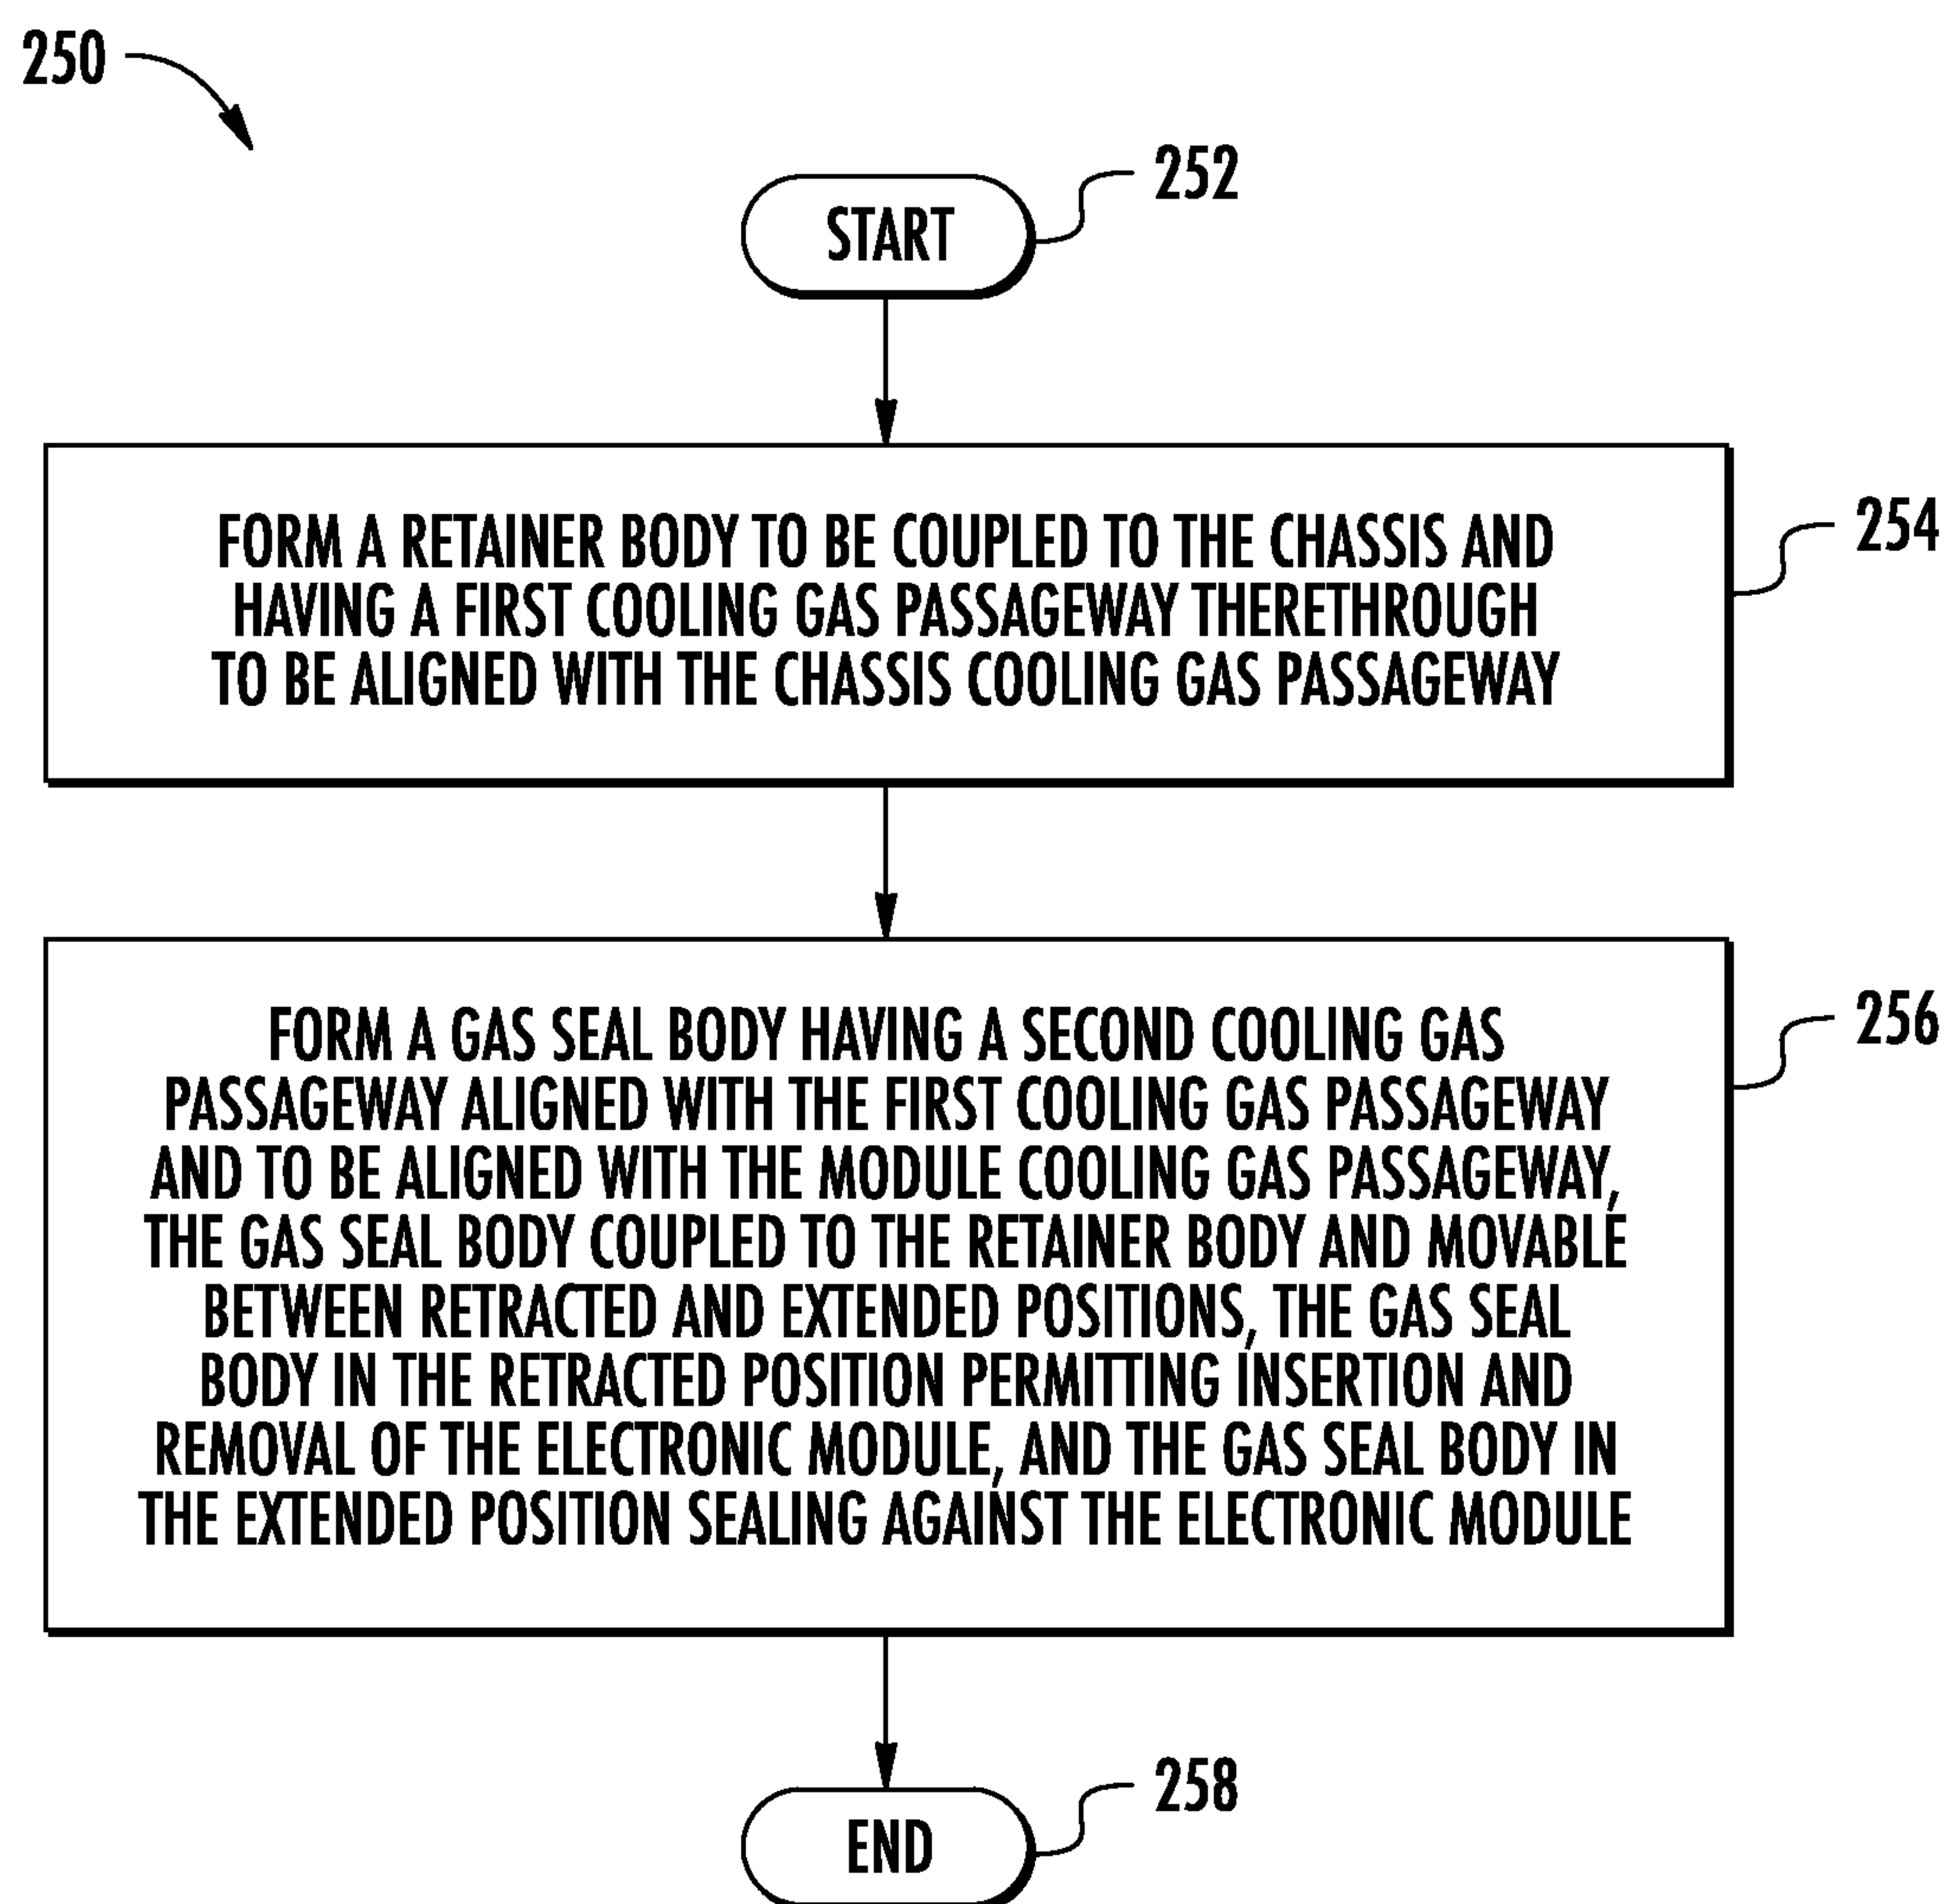 250
252
START
254
FORM A RETAINER BODY TO BE COUPLED TO THE CHASSIS AND
HAVING A FIRST COOLING GAS PASSAGEWAY THERETHROUGH
TO BE ALIGNED WITH THE CHASSIS COOLING GAS PASSAGEWAY
256
FORM A GAS SEAL BODY HAVING A SECOND COOLING GAS
PASSAGEWAY ALIGNED WITH THE FIRST COOLING GAS PASSAGEWAY
AND TO BE ALIGNED WITH THE MODULE COOLING GAS PASSAGEWAY,
THE GAS SEAL BODY COUPLED TO THE RETAINER BODY AND MOVABLE
BETWEEN RETRACTED AND EXTENDED POSITIONS, THE GAS SEAL
BODY IN THE RETRACTED POSITION PERMITTING INSERTION AND
REMOVAL OF THE ELECTRONIC MODULE, AND THE GAS SEAL BODY IN
THE EXTENDED POSITION SEALING AGAINST THE ELECTRONIC MODULE
258
END